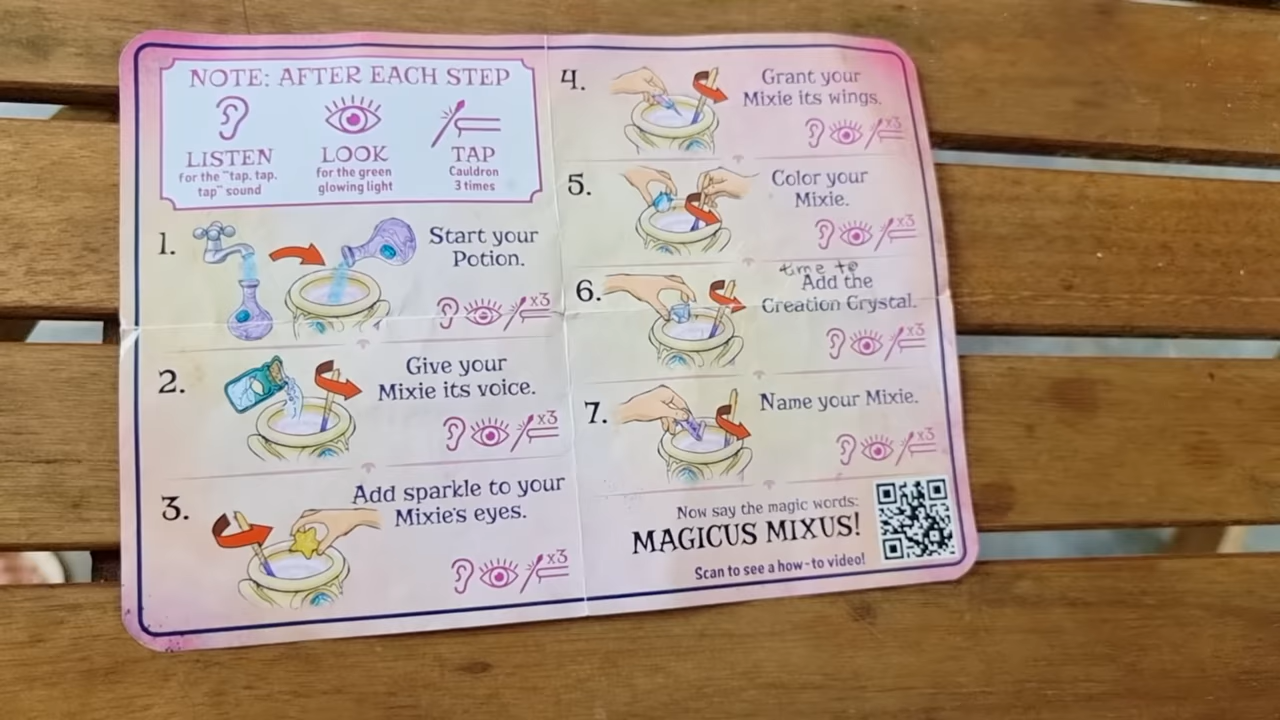 NOTE: AFTER EACH STEP
LISTEN
for the "tap, tap,
tap" sound
LOOK
for the green
glowing light
TAP
Cauldron
3 times
1.
Start your
Potion.
x3
2.
Give your
Mixie its voice.
x3
3.
Add sparkle to your
Mixie's eyes.
x3
4.
Grant your
Mixie its wings.
x3
5.
Color your
Mixie.
x3
6.
time to
Add the
Creation Crystal.
x3
7.
Name your Mixie.
x3
Now say the magic words:
MAGICUS MIXUS!
Scan to see a how-to video!